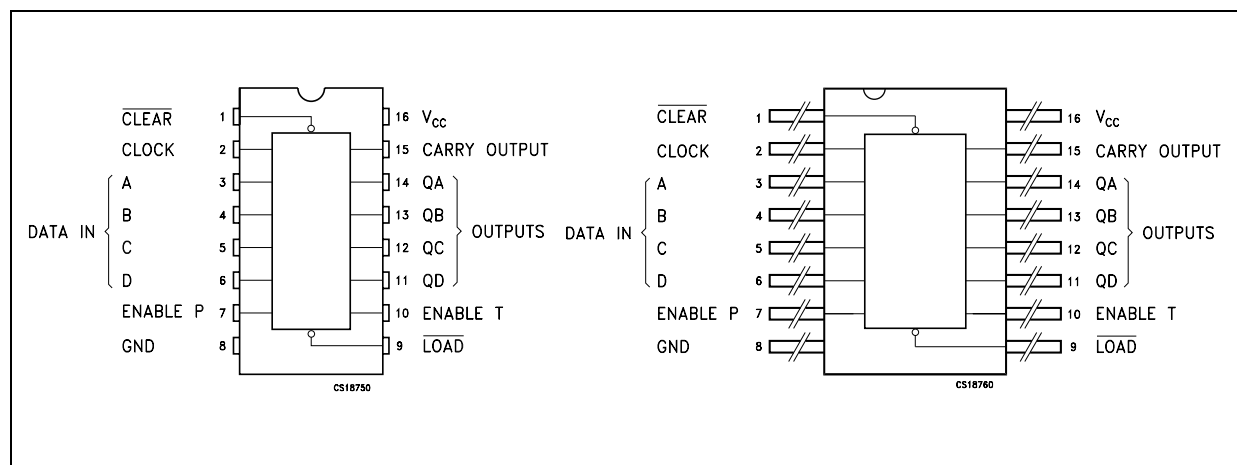 CLEAR 1 16 VCC
CLOCK 2 15 CARRY OUTPUT
A 3 14 QA
B 4 13 QB
DATA IN OUTPUTS
C 5 12 QC
D 6 11 QD
ENABLE P 7 10 ENABLE T
GND 8 9 LOAD
CS18750
CLEAR 1 16 VCC
CLOCK 2 15 CARRY OUTPUT
A 3 14 QA
B 4 13 QB
DATA IN OUTPUTS
C 5 12 QC
D 6 11 QD
ENABLE P 7 10 ENABLE T
GND 8 9 LOAD
CS18760